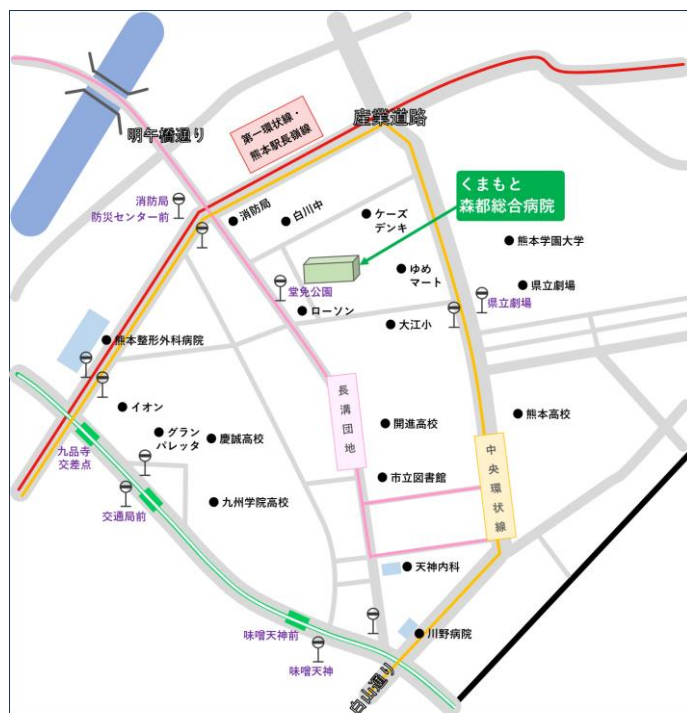 明午橋通り
第一環状線・
熊本駅長嶺線
産業道路
くまもと
森都総合病院
消防局
防災センター前
消防局
白川中
ケーズ
デンキ
熊本学園大学
ゆめ
マート
堂免公園
県立劇場
県立劇場
ローソン
大江小
熊本整形外科病院
長溝団地
イオン
開進高校
熊本高校
グラン
パレッタ
慶誠高校
九品寺
交差点
中央環状線
市立図書館
交通局前
九州学院高校
天神内科
味噌天神前
川野病院
味噌天神
白山通り